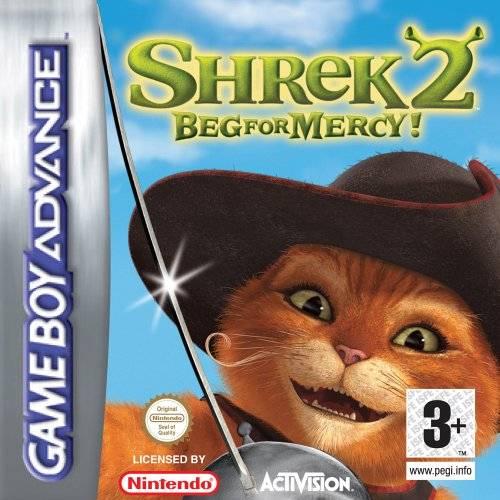 GAME BOY ADVANCE
SHREK 2
BEG FOR MERCY!
Original
Nintendo
Seal of
Quality
LICENSED BY
Nintendo
ACTIVISION
3+
TM
www.pegi.info